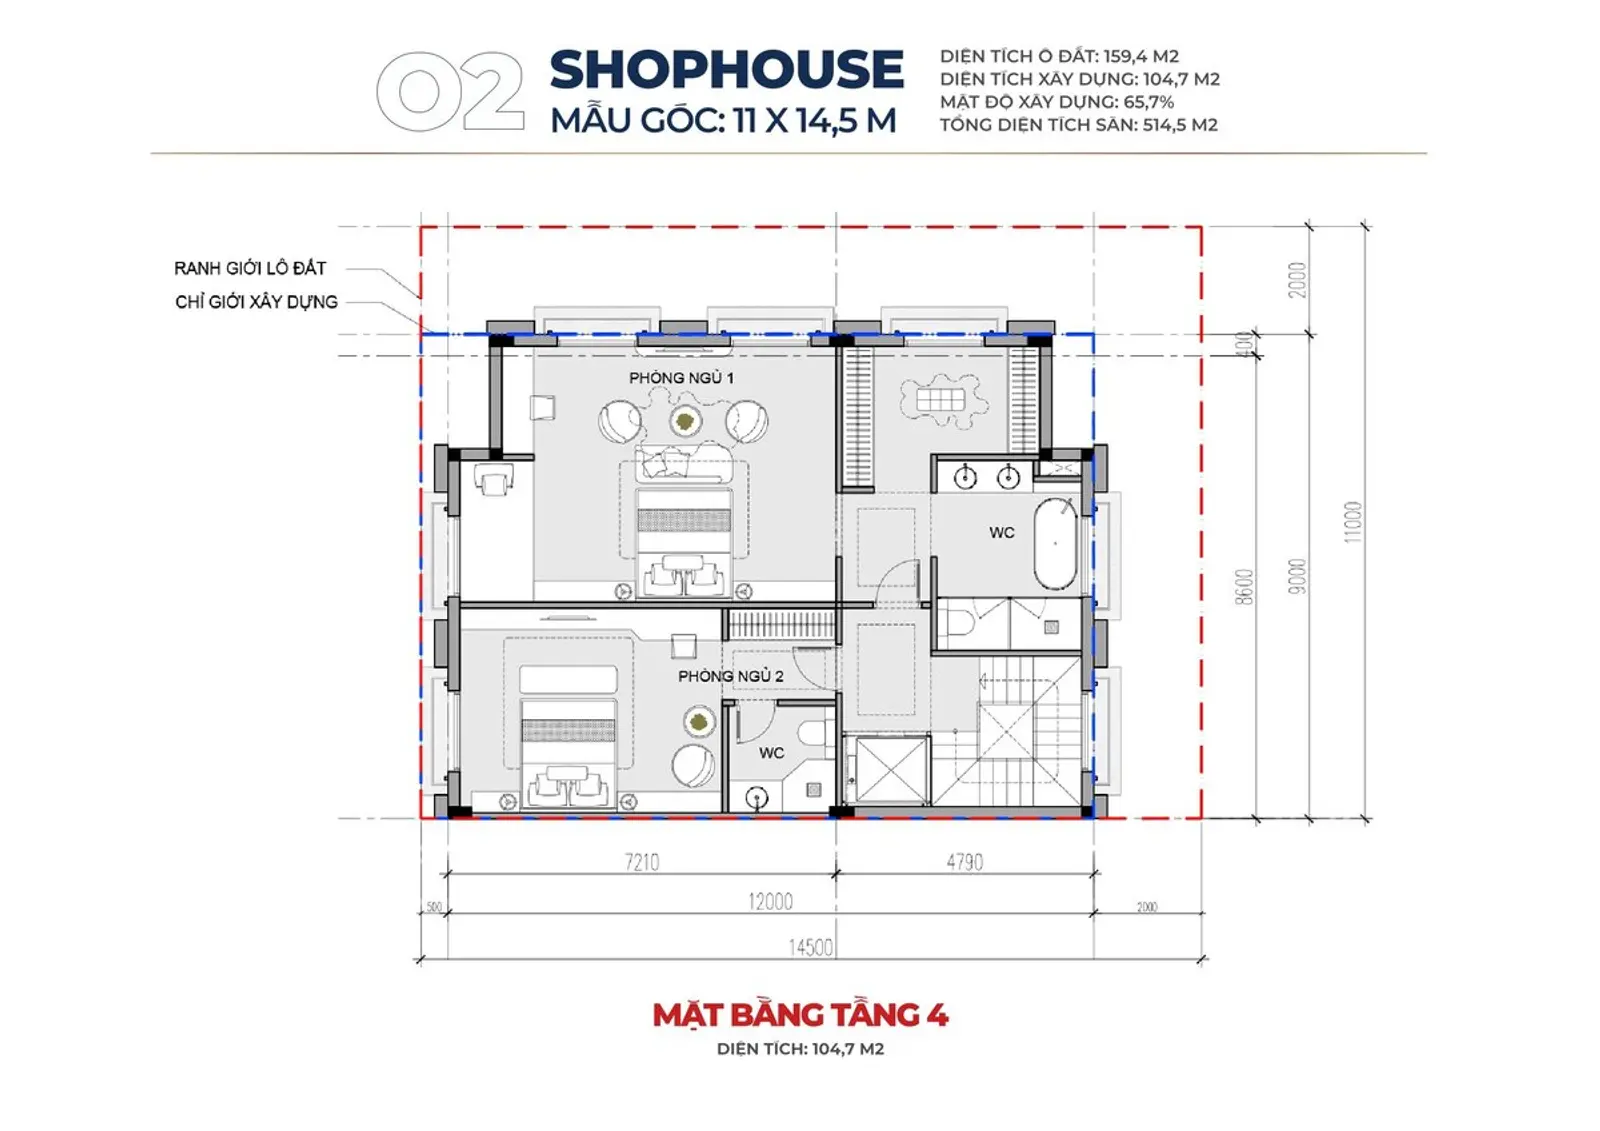 02
SHOPHOUSE
MẪU GÓC: 11 X 14,5 M
DIỆN TÍCH Ô ĐẤT: 159,4 M2
DIỆN TÍCH XÂY DỰNG: 104,7 M2
MẬT ĐỘ XÂY DỰNG: 65,7%
TỔNG DIỆN TÍCH SÀN: 514,5 M2
RANH GIỚI LÔ ĐẤT
CHỈ GIỚI XÂY DỰNG
2000
400
PHÒNG NGỦ 1
11000
WC
8600
9000
PHÒNG NGỦ 2
WC
7210
4790
500
12000
2000
14500
MẶT BẰNG TẦNG 4
DIỆN TÍCH: 104,7 M2